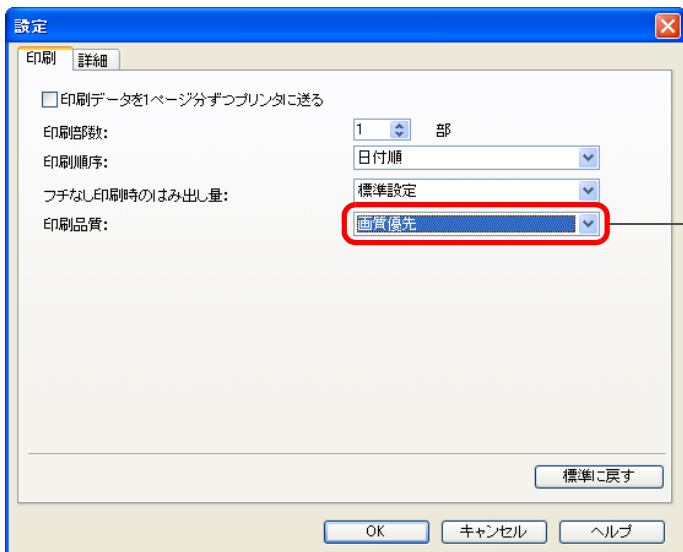 設定
印刷 詳細
印刷データを1ページ分ずつプリンタに送る
印刷部数: 1 部
印刷順序: 日付順
フチなし印刷時のはみ出し量: 標準設定
印刷品質: 画質優先
標準に戻す
OK キャンセル ヘルプ